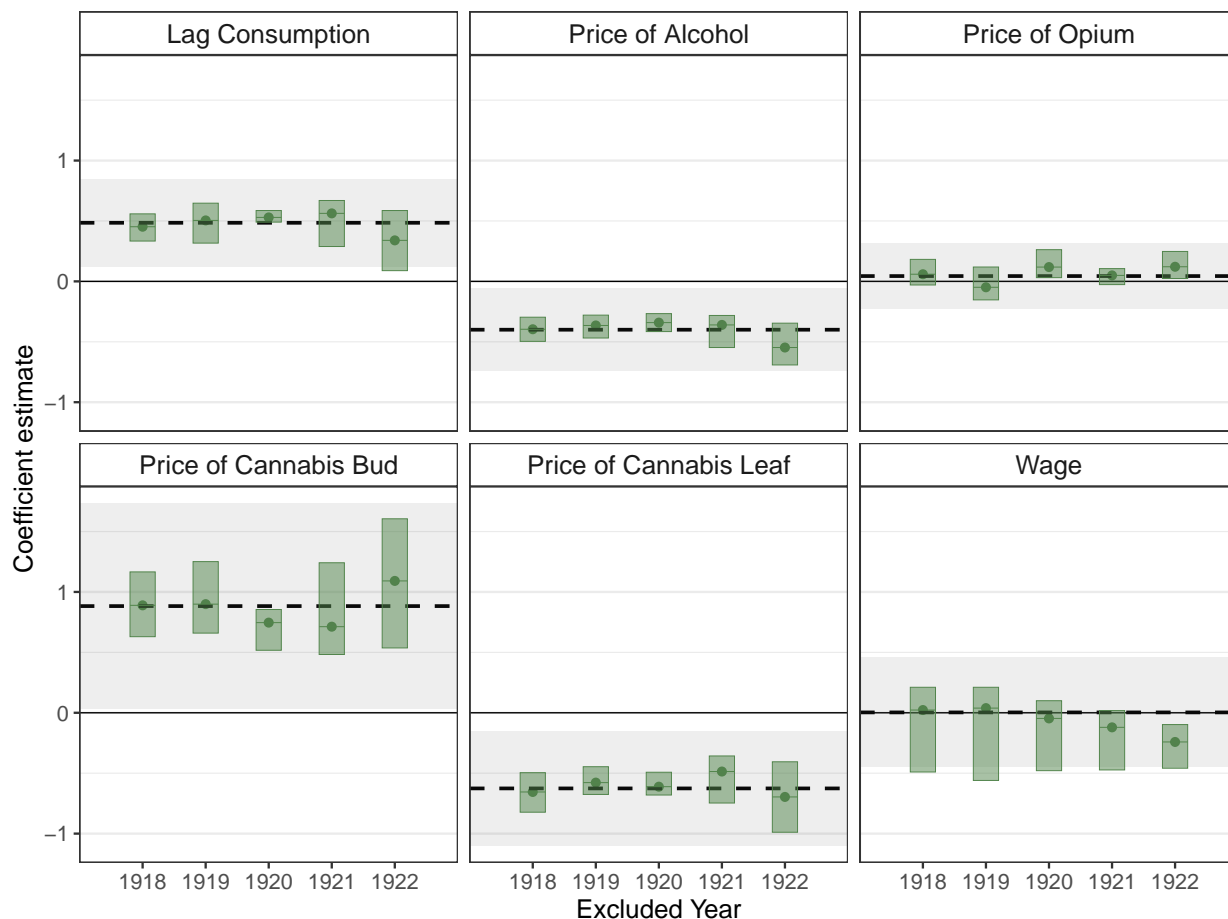 Lag Consumption
Price of Alcohol
Price of Opium
1
0
−1
Coefficient estimate
Price of Cannabis Bud
Price of Cannabis Leaf
Wage
1
0
−1
1918 1919 1920 1921 1922
1918 1919 1920 1921 1922
1918 1919 1920 1921 1922
Excluded Year